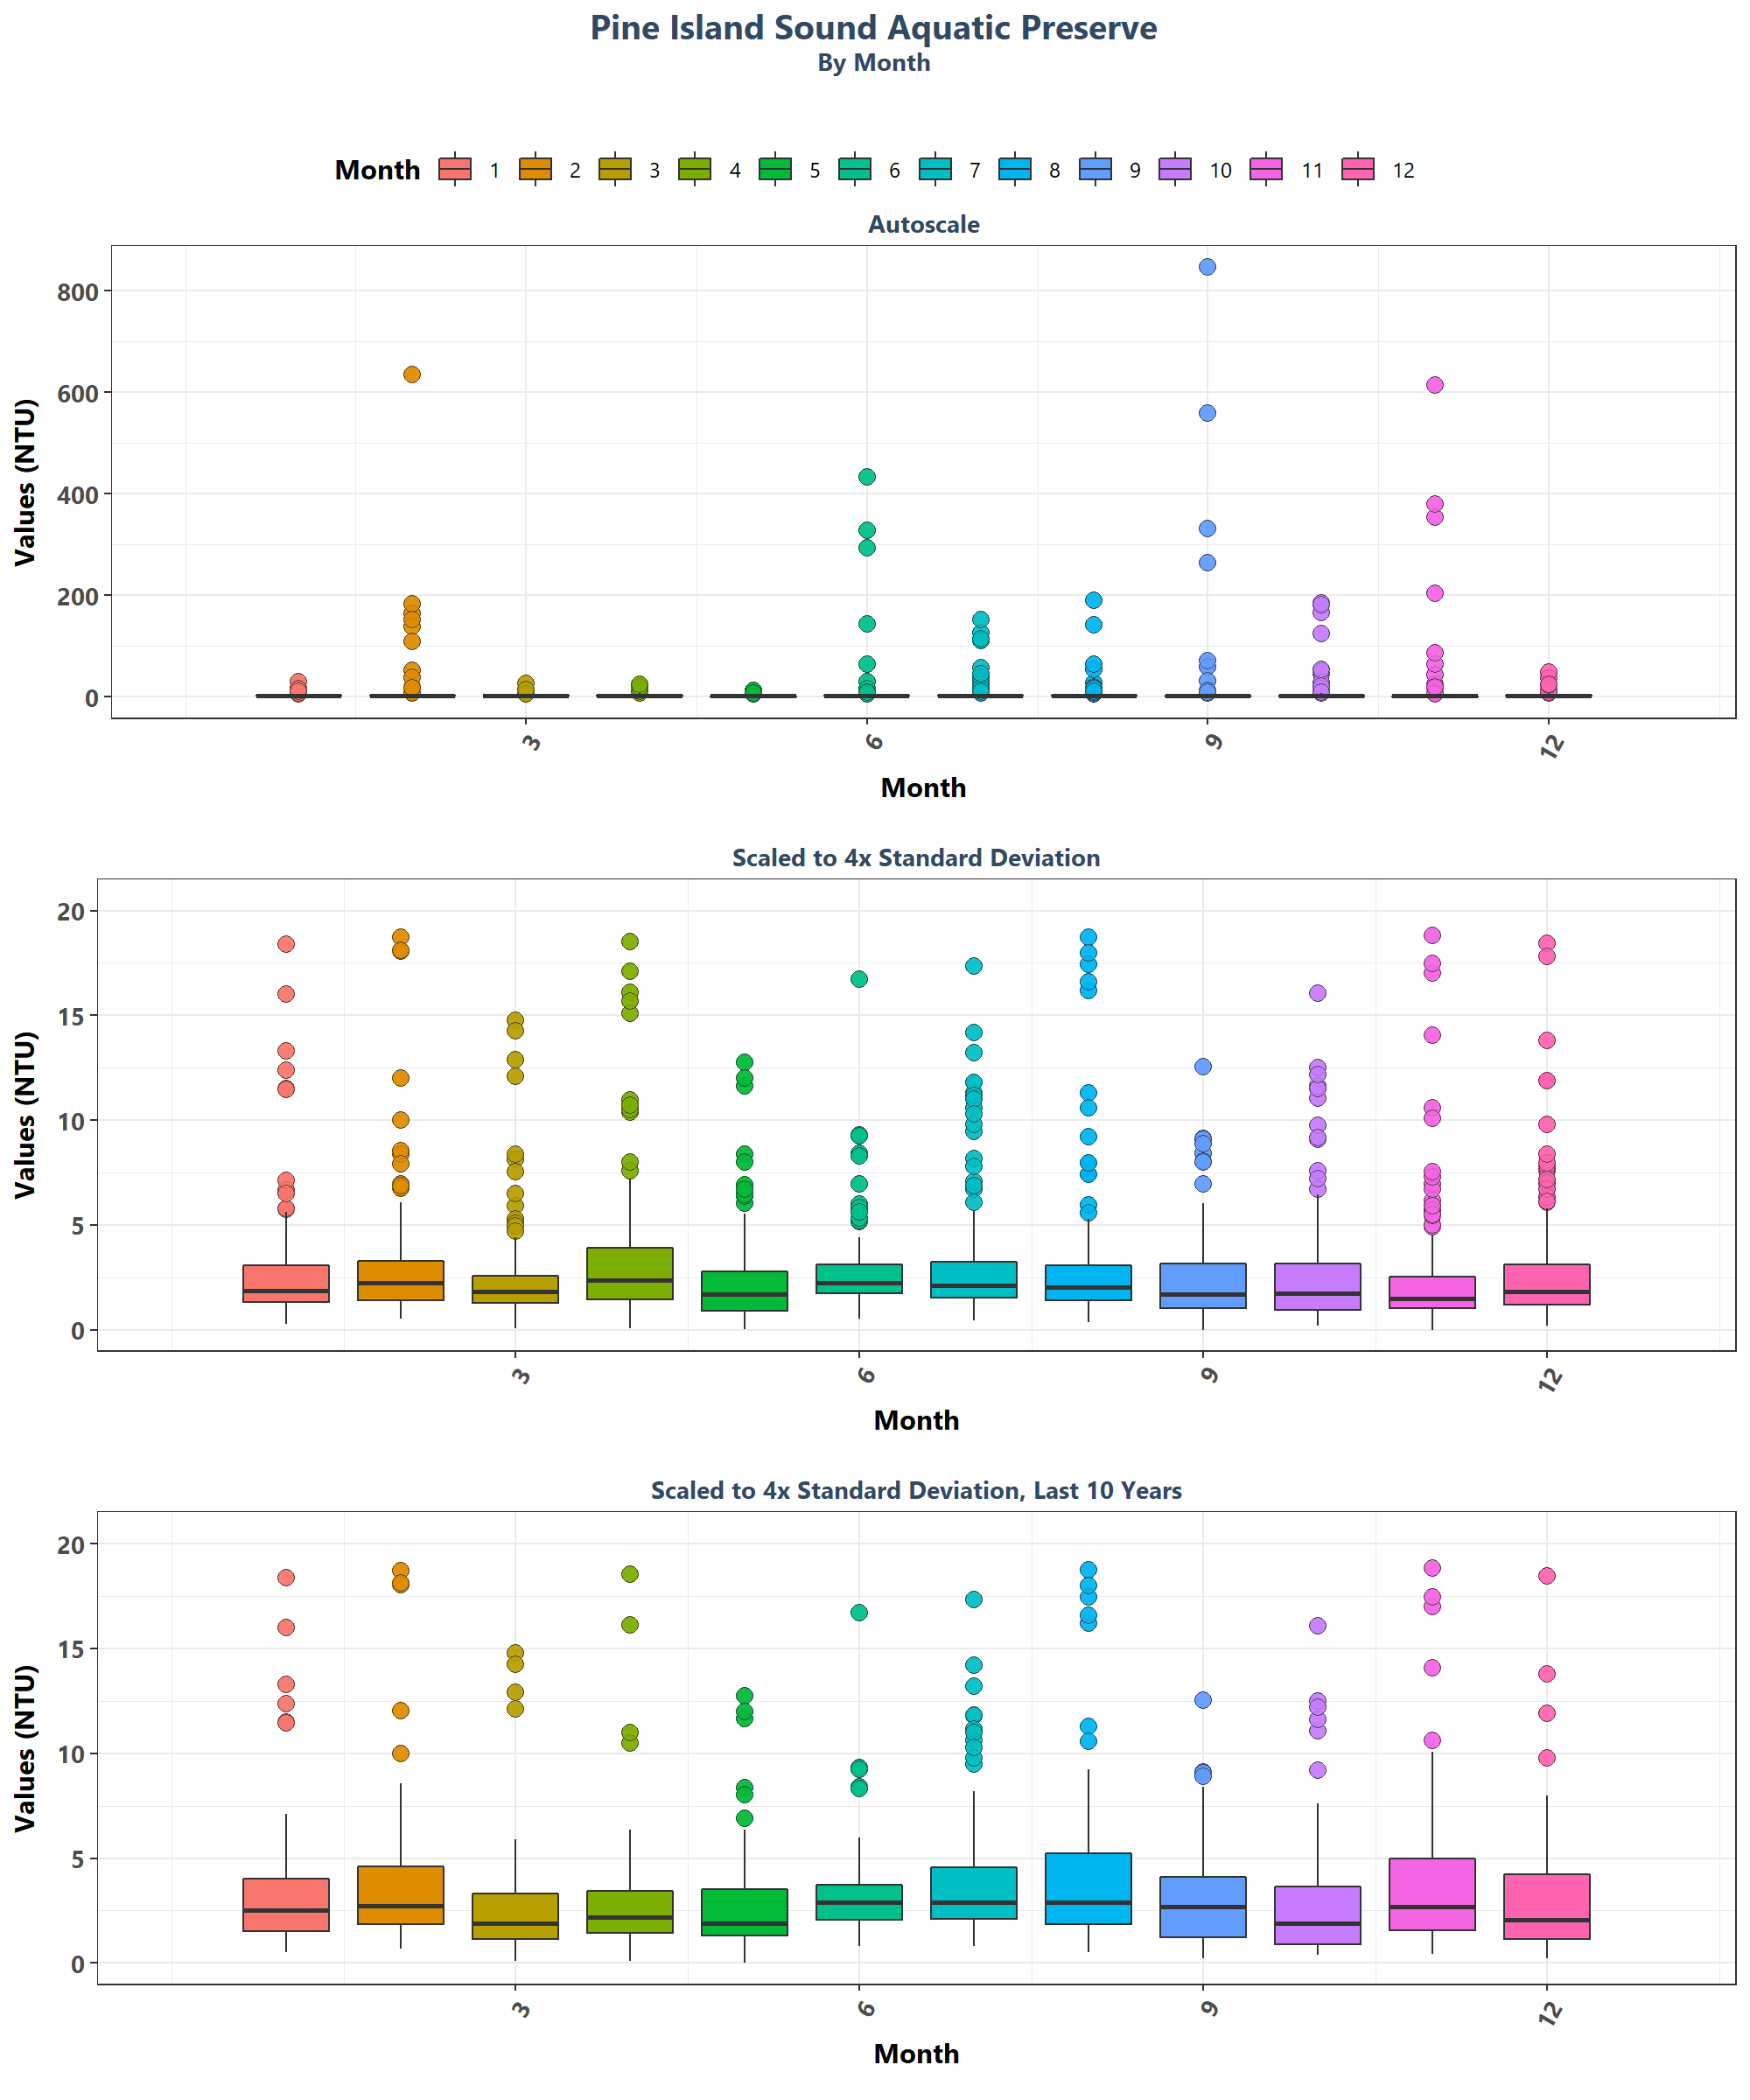 Pine Island Sound Aquatic Preserve
By Month
Month 1 2 3 4 5 6 7 8 9 10 11 12
Autoscale
Values (NTU)
800
600
400
200
0
3 6 9 12
Month
Scaled to 4x Standard Deviation
Values (NTU)
20
15
10
5
0
3 6 9 12
Month
Scaled to 4x Standard Deviation, Last 10 Years
Values (NTU)
20
15
10
5
0
3 6 9 12
Month